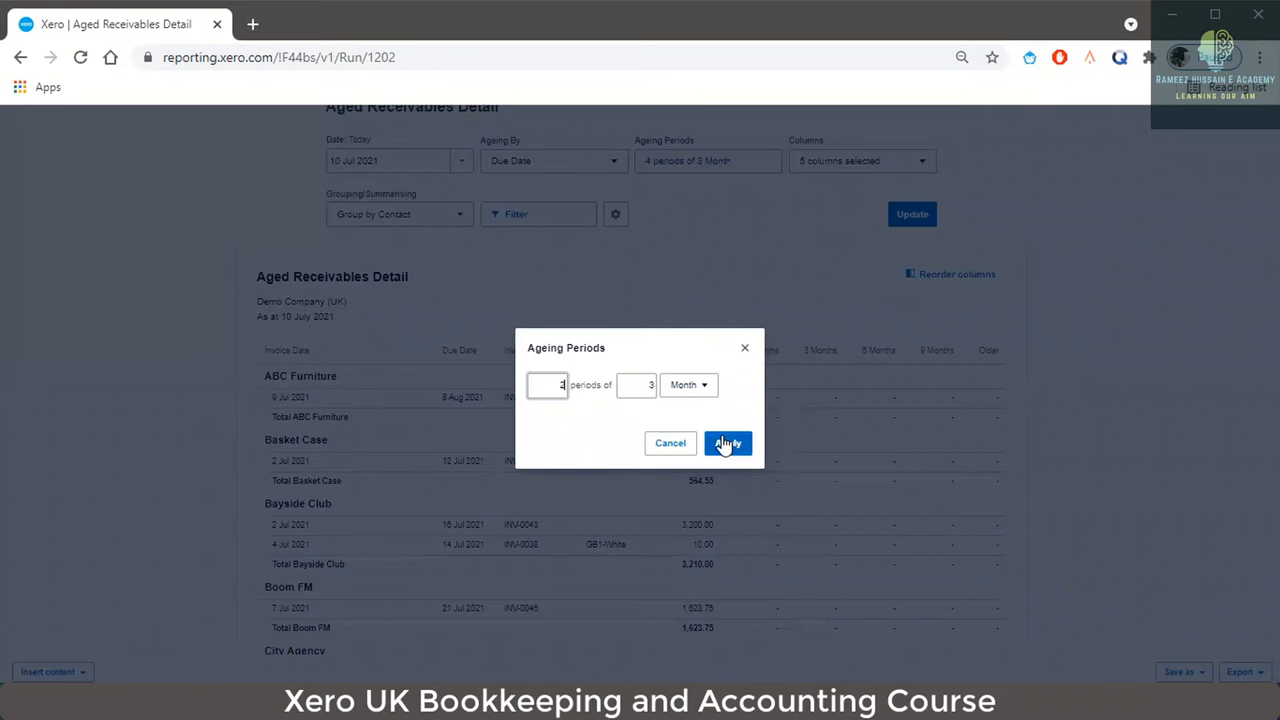 Xero | Aged Receivables Detail
reporting.xero.com/!F44bs/v1/Run/1202
Apps
Reading list
RAMEEZ HUSSAIN E ACADEMY
LEARNING OUR AIM
Aged Receivables Detail
Date: Today
Ageing By
Ageing Periods
Columns
10 Jul 2021
Due Date
4 periods of 3 Month
5 columns selected
Grouping/Summarising
Group by Contact
Filter
Update
Aged Receivables Detail
Reorder columns
Demo Company (UK)
As at 10 July 2021
Ageing Periods
2 periods of 3 Month
Cancel
Apply
Invoice Date Due Date 3 Months 6 Months 9 Months Older
ABC Furniture
9 Jul 2021 8 Aug 2021 - - - -
Total ABC Furniture - - - -
Basket Case
2 Jul 2021 12 Jul 2021 - - - -
Total Basket Case 564.55 - - - - -
Bayside Club
2 Jul 2021 16 Jul 2021 INV-0043 3,200.00 - - - - -
4 Jul 2021 14 Jul 2021 INV-0038 GB1-White 10.00 - - - - -
Total Bayside Club 3,210.00 - - - - -
Boom FM
7 Jul 2021 21 Jul 2021 INV-0045 1,623.75 - - - - -
Total Boom FM 1,623.75 - - - - -
City Agency
Insert content
Save as
Export
Xero UK Bookkeeping and Accounting Course